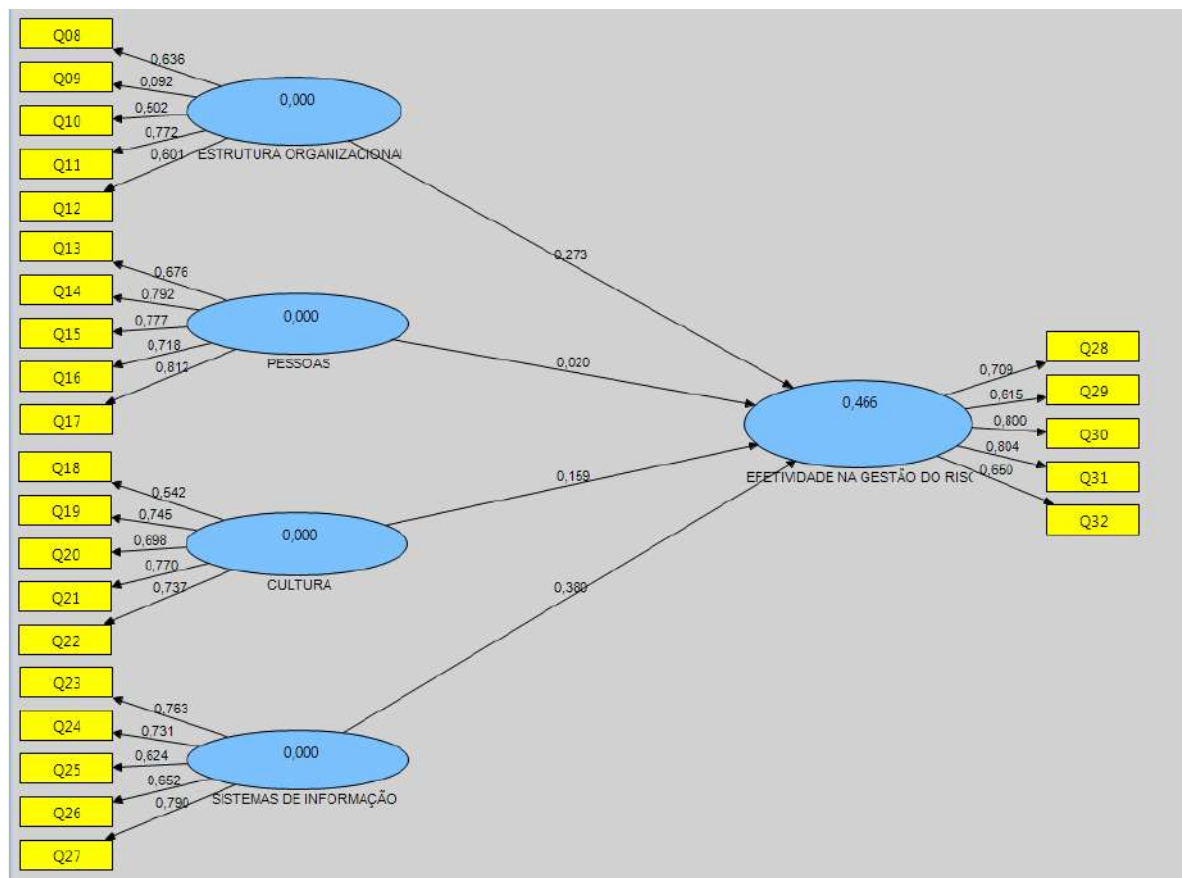 Q08
0,636
Q09
0,092
0,000
Q10
0,502
Q11
0,772
0,601
ESTRUTURA ORGANIZACIONAL
Q12
Q13
0,676
0,273
Q14
0,792
Q15
0,777
0,000
Q16
0,718
0,812
PESSOAS
0,020
Q17
Q28
0,709
Q29
0,615
0,466
Q30
0,800
0,804
Q31
0,650
EFETIVIDADE NA GESTÃO DO RISC
Q32
Q18
0,542
0,159
Q19
0,745
Q20
0,698
0,000
Q21
0,770
0,737
CULTURA
0,380
Q22
Q23
0,763
Q24
0,731
Q25
0,624
0,000
Q26
0,652
0,790
SISTEMAS DE INFORMAÇÃO
Q27